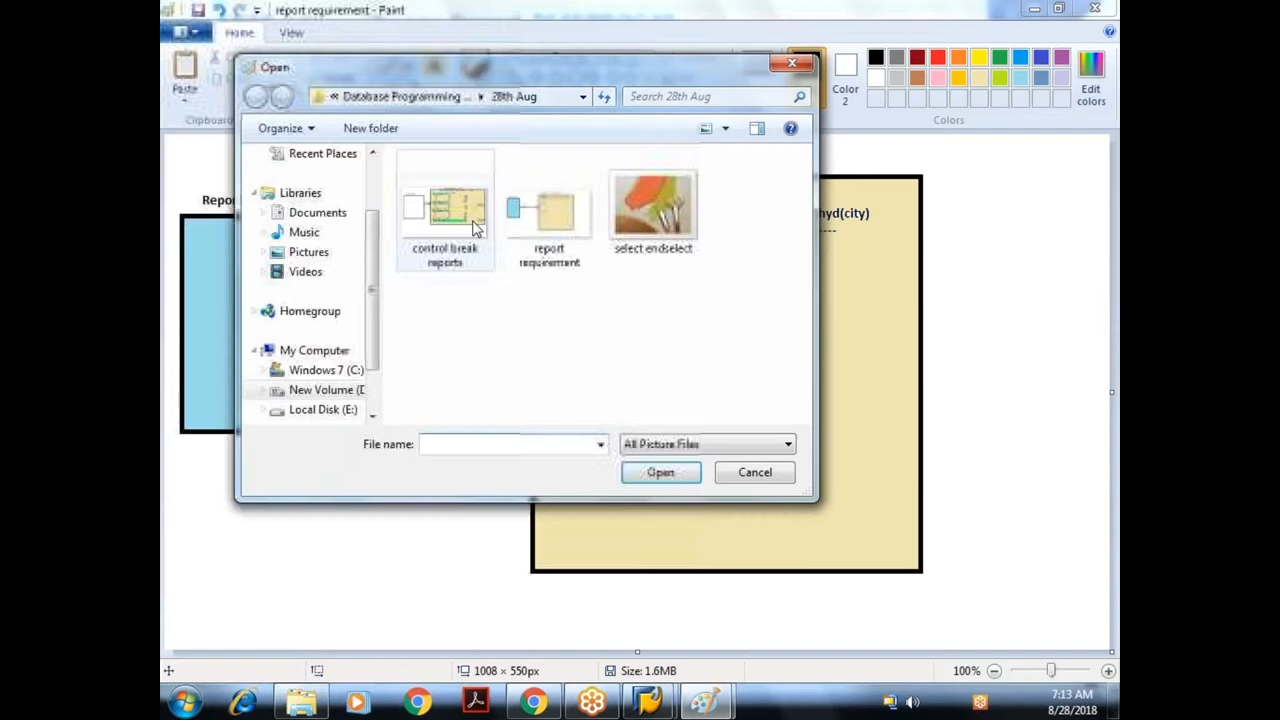 report requirement - Paint
Home
View
Paste
Clipboard
Color
2
Edit
colors
Colors
Open
« Database Programming ...
28th Aug
Search 28th Aug
Organize
New folder
Recent Places
Libraries
Documents
Music
Pictures
Videos
Homegroup
My Computer
Windows 7 (C:)
New Volume (D
Local Disk (E:)
control break
reports
report
requirement
select endselect
File name:
All Picture Files
Open
Cancel
Repor
hyd(city)
----
1008 × 550px
Size: 1.6MB
100%
7:13 AM
8/28/2018